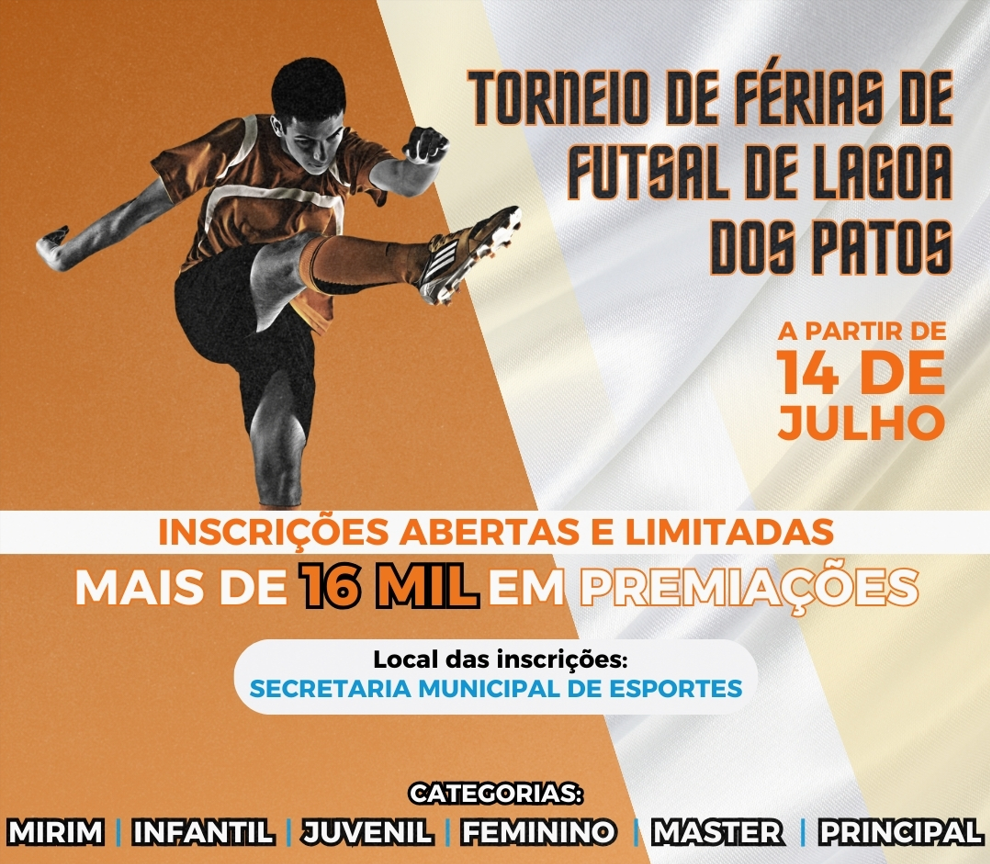 TORNEIO DE FÉRIAS DE
FUTSAL DE LAGOA
DOS PATOS
A PARTIR DE
14 DE
JULHO
INSCRIÇÕES ABERTAS E LIMITADAS
MAIS DE 16 MIL EM PREMIAÇÕES
Local das inscrições:
SECRETARIA MUNICIPAL DE ESPORTES
CATEGORIAS:
MIRIM | INFANTIL | JUVENIL | FEMININO | MASTER | PRINCIPAL